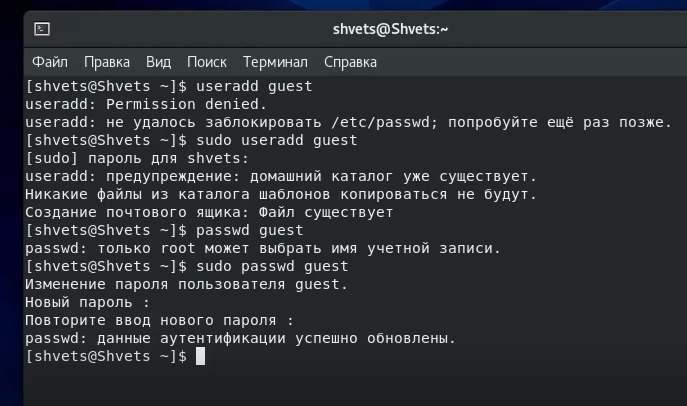 shvets@Shvets:~
Файл Правка Вид Поиск Терминал Справка
[shvets@Shvets ~]$ useradd guest
useradd: Permission denied.
useradd: не удалось заблокировать /etc/passwd; попробуйте ещё раз позже.
[shvets@Shvets ~]$ sudo useradd guest
[sudo] пароль для shvets:
useradd: предупреждение: домашний каталог уже существует.
Никакие файлы из каталога шаблонов копироваться не будут.
Создание почтового ящика: Файл существует
[shvets@Shvets ~]$ passwd guest
passwd: только root может выбрать имя учетной записи.
[shvets@Shvets ~]$ sudo passwd guest
Изменение пароля пользователя guest.
Новый пароль :
Повторите ввод нового пароля :
passwd: данные аутентификации успешно обновлены.
[shvets@Shvets ~]$